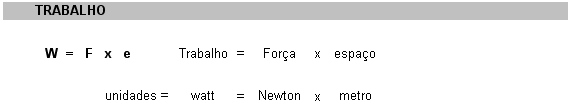 TRABALHO
W = F x e Trabalho = Força x espaço
unidades = watt = Newton x metro